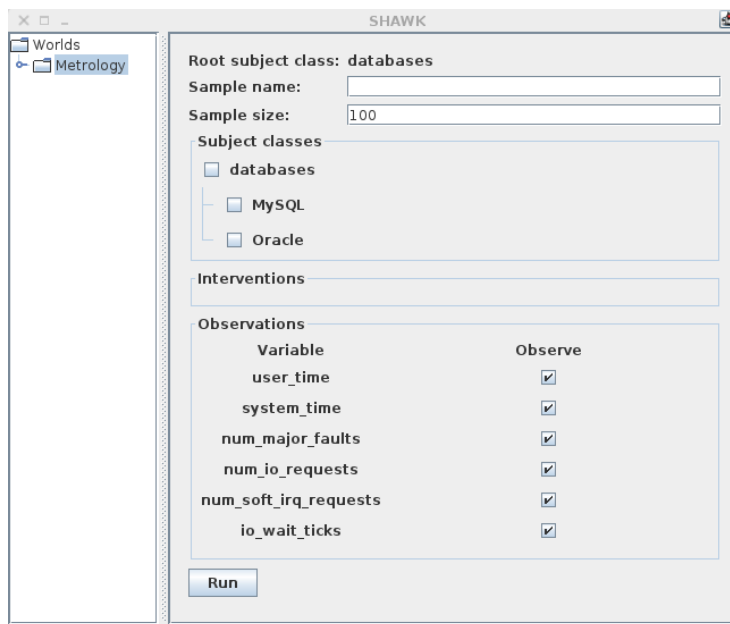 SHAWK
Worlds
Metrology
Root subject class: databases
Sample name:
Sample size: 100
Subject classes
databases
MySQL
Oracle
Interventions
Observations
Variable Observe
user_time
system_time
num_major_faults
num_io_requests
num_soft_irq_requests
io_wait_ticks
Run